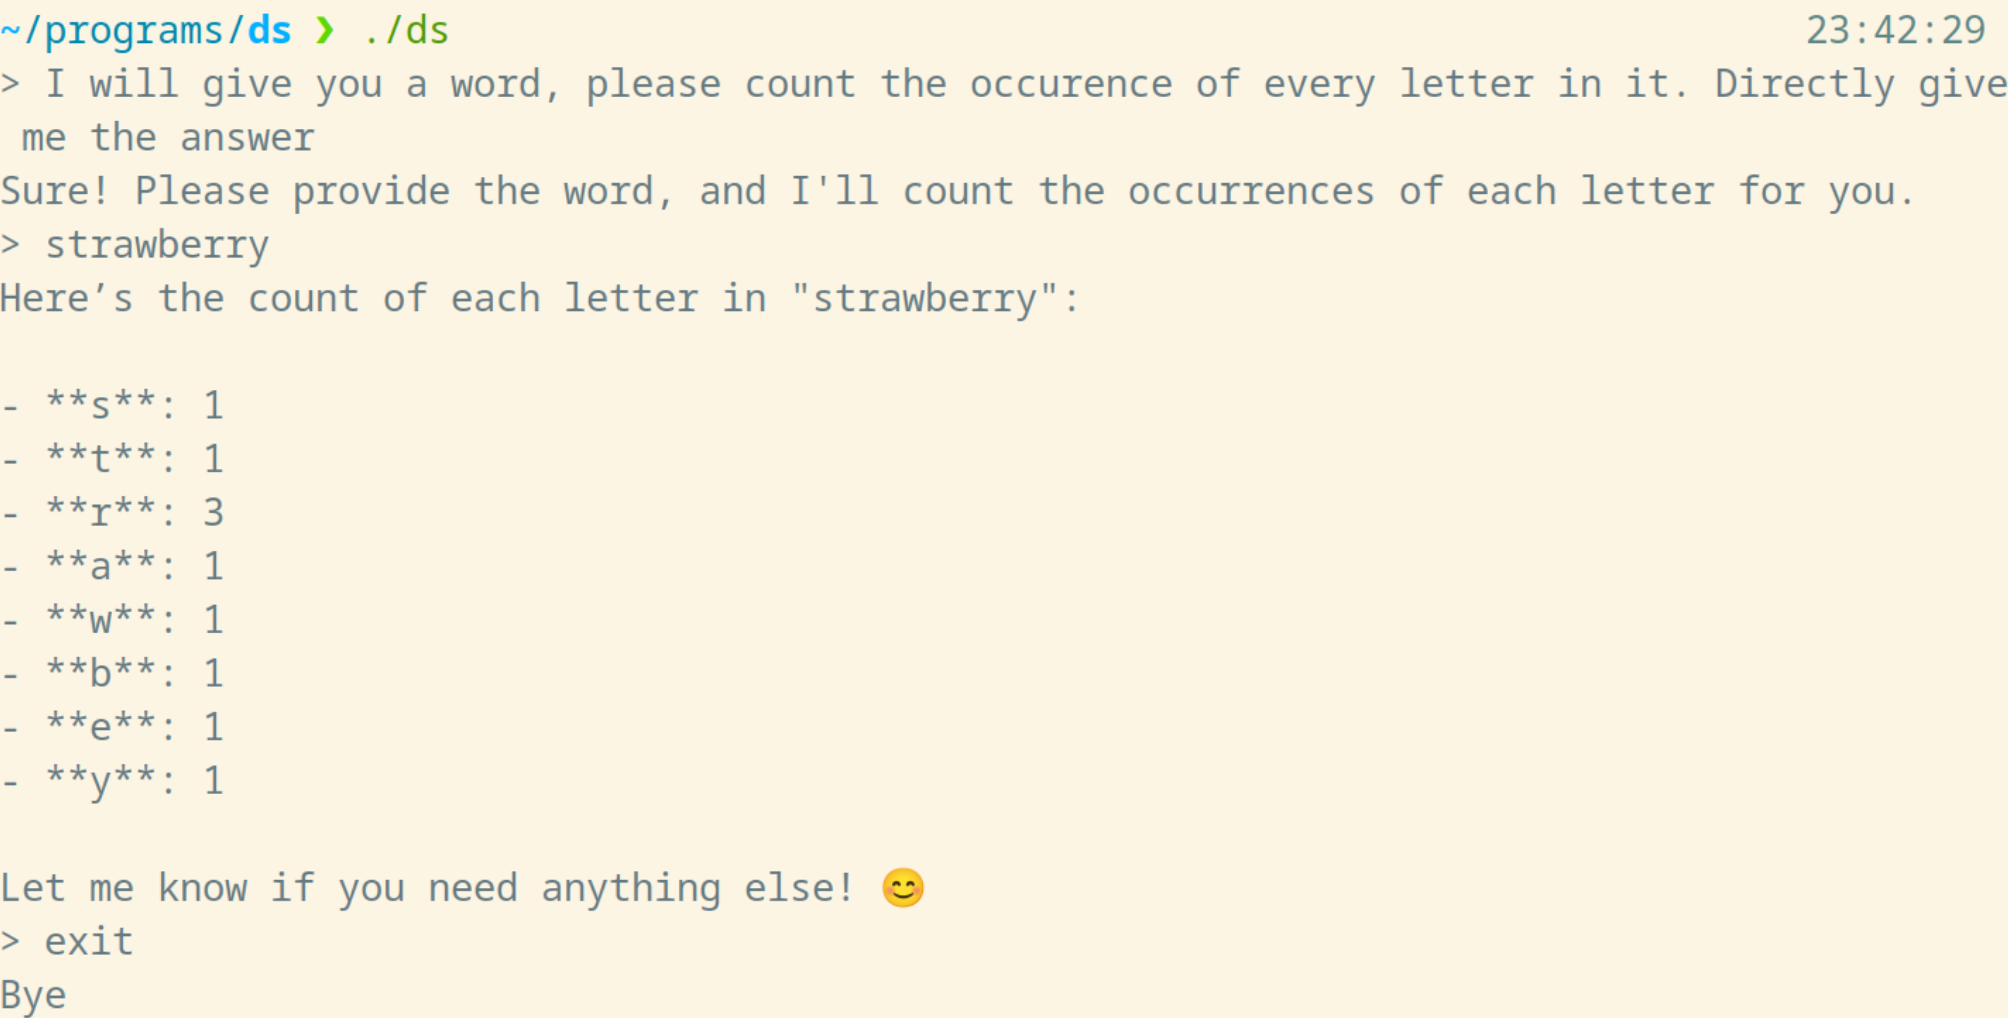 ~/programs/ds ❯ ./ds 23:42:29
> I will give you a word, please count the occurence of every letter in it. Directly give
 me the answer
Sure! Please provide the word, and I'll count the occurrences of each letter for you.
> strawberry
Here’s the count of each letter in "strawberry":
- **s**: 1
- **t**: 1
- **r**: 3
- **a**: 1
- **w**: 1
- **b**: 1
- **e**: 1
- **y**: 1
Let me know if you need anything else! 😊
> exit
Bye